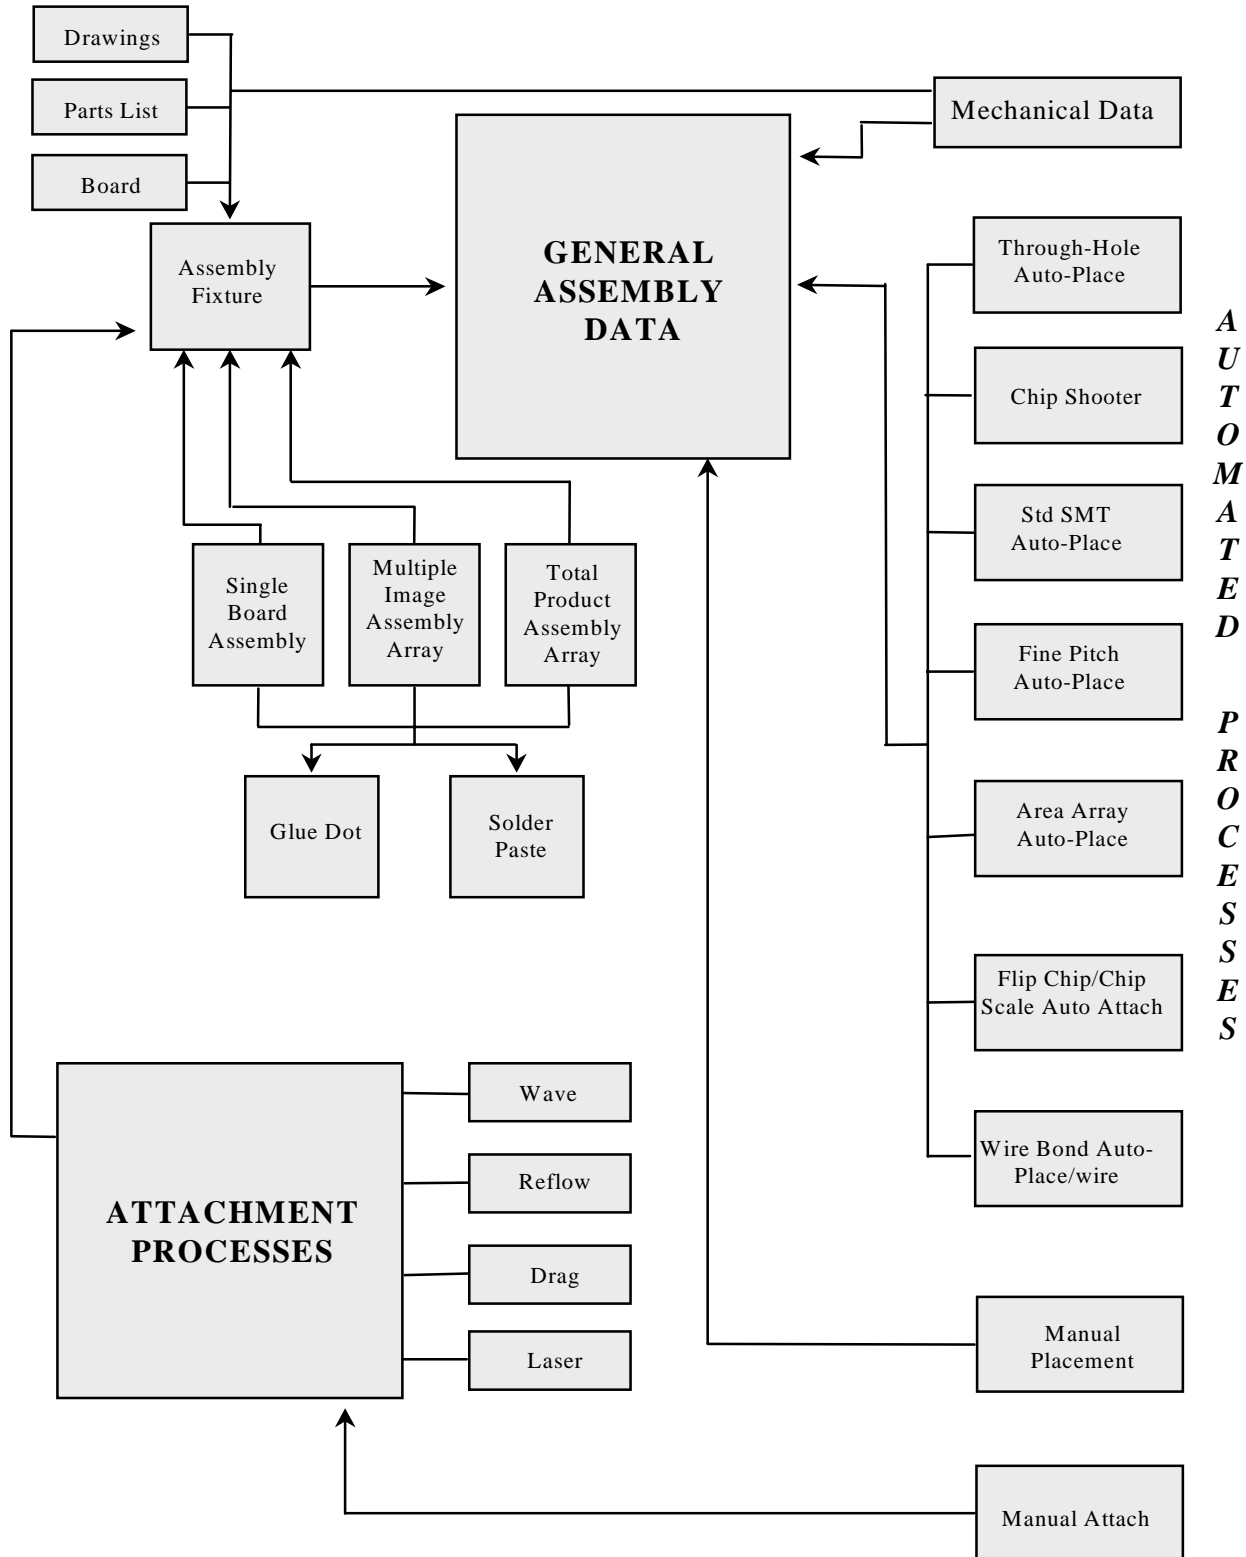 Drawings
Parts List
Board
Mechanical Data
Assembly
Fixture
GENERAL
ASSEMBLY
DATA
Through-Hole
Auto-Place
Chip Shooter
Std SMT
Auto-Place
Fine Pitch
Auto-Place
Area Array
Auto-Place
Flip Chip/Chip
Scale Auto Attach
Wire Bond Auto-
Place/wire
A
U
T
O
M
A
T
E
D
P
R
O
C
E
S
S
E
S
Single
Board
Assembly
Multiple
Image
Assembly
Array
Total
Product
Assembly
Array
Glue Dot
Solder
Paste
ATTACHMENT
PROCESSES
Wave
Reflow
Drag
Laser
Manual
Placement
Manual Attach